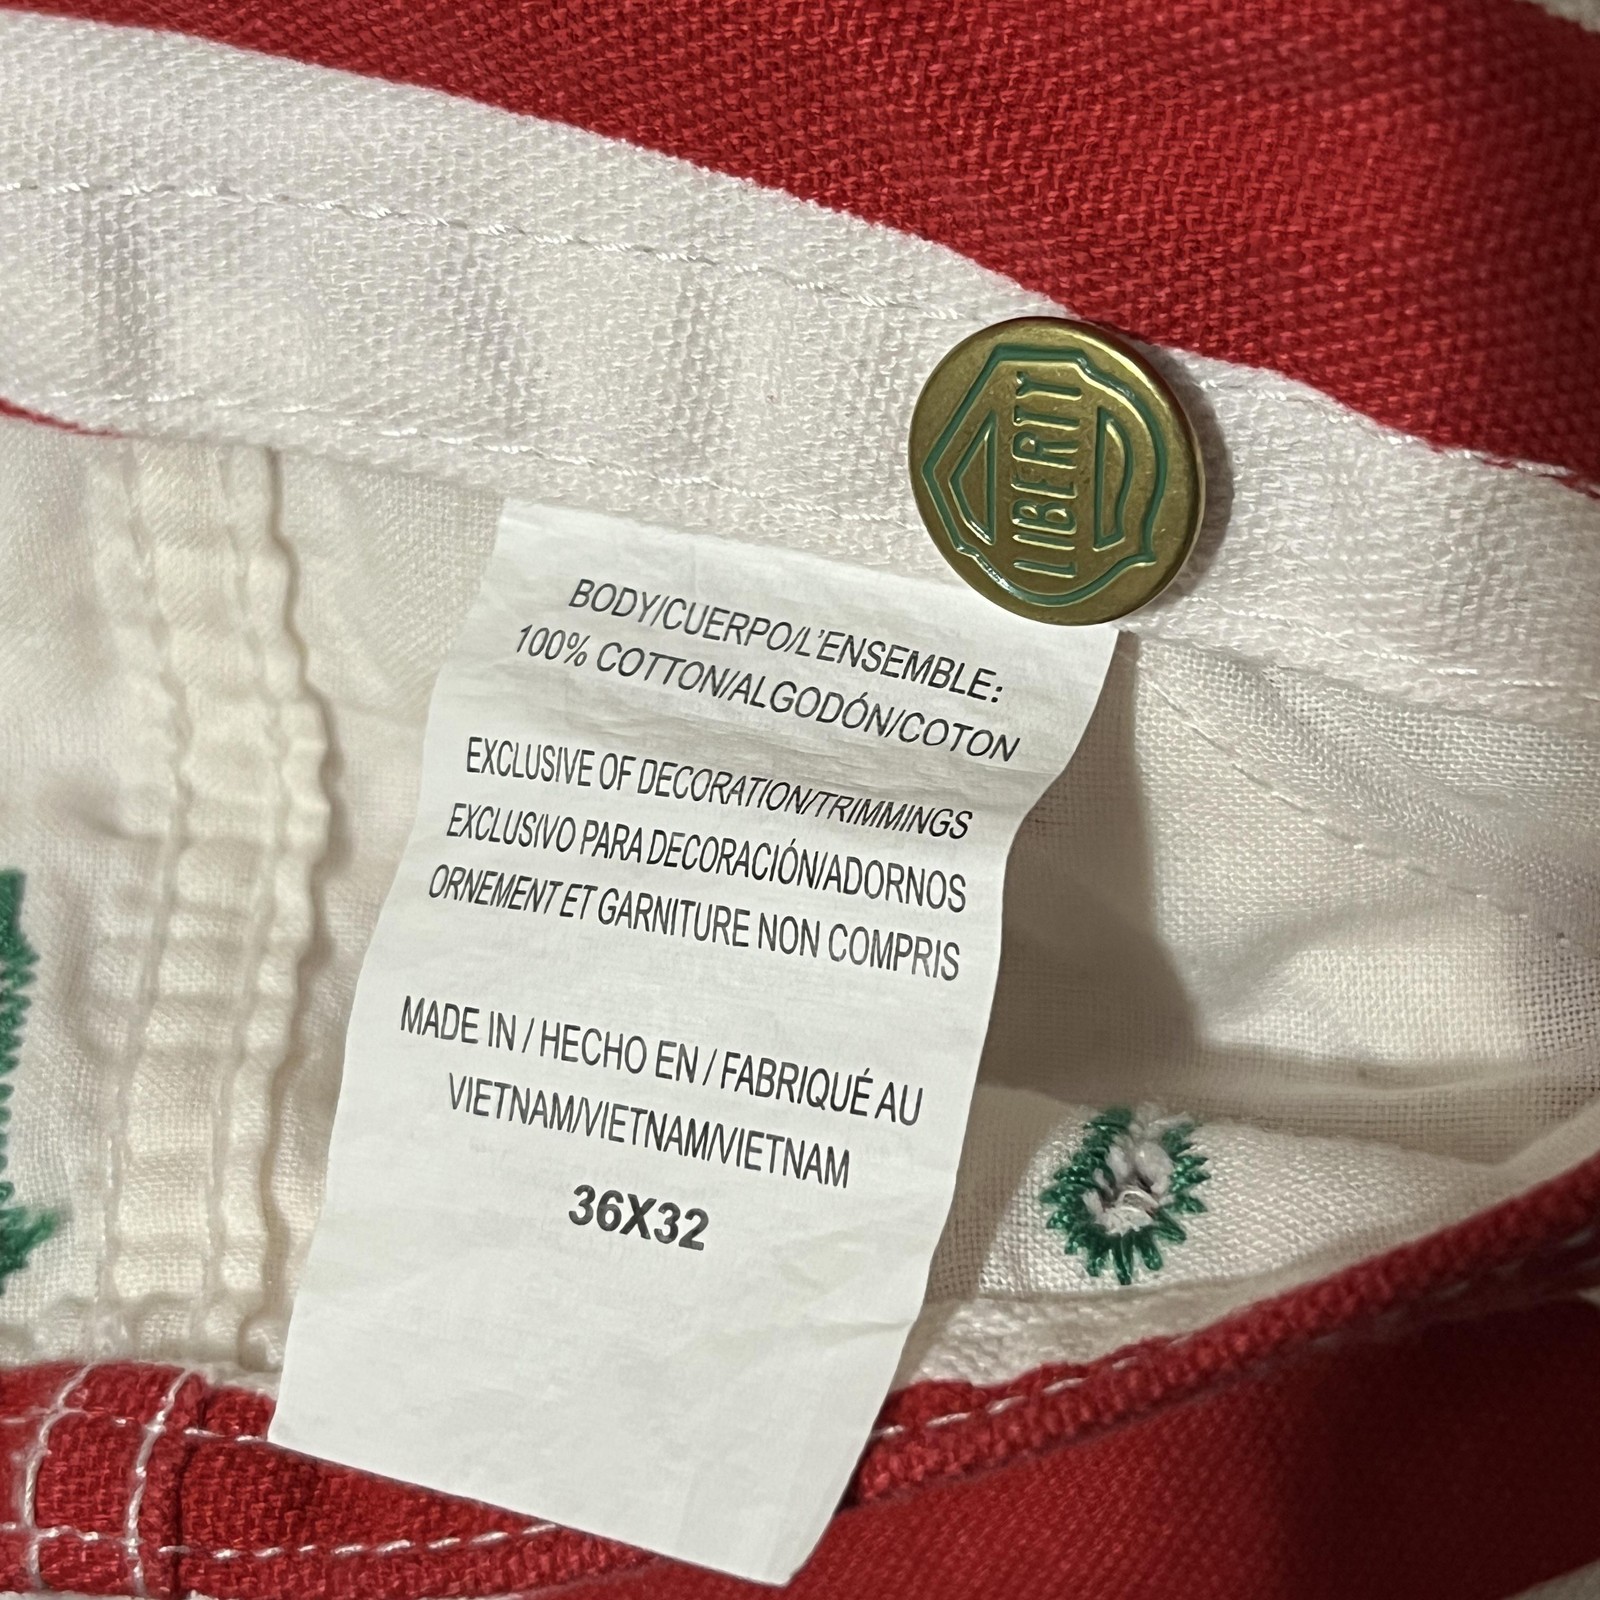 LIBERTY
BODY/CUERPO/L'ENSEMBLE:
100% COTTON/ALGODÓN/COTON
EXCLUSIVE OF DECORATION/TRIMMINGS
EXCLUSIVO PARA DECORACIÓN/ADORNOS
ORNEMENT ET GARNITURE NON COMPRIS
MADE IN / HECHO EN / FABRIQUÉ AU
VIETNAM/VIETNAM/VIETNAM
36X32